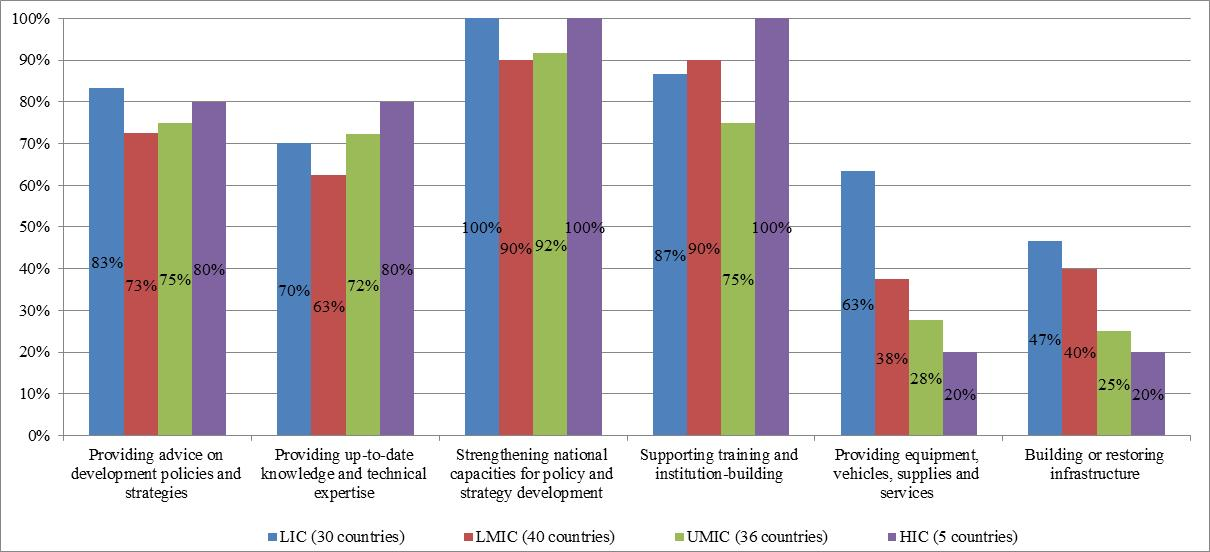 100%
90%
80%
70%
60%
50%
40%
30%
20%
10%
0%
83%
73%
75%
80%
70%
63%
72%
80%
100%
90%
92%
100%
87%
90%
75%
100%
63%
38%
28%
20%
47%
40%
25%
20%
Providing advice on
development policies and
strategies
Providing up-to-date
knowledge and technical
expertise
Strengthening national
capacities for policy and
strategy development
Supporting training and
institution-building
Providing equipment,
vehicles, supplies and
services
Building or restoring
infrastructure
LIC (30 countries)
LMIC (40 countries)
UMIC (36 countries)
HIC (5 countries)